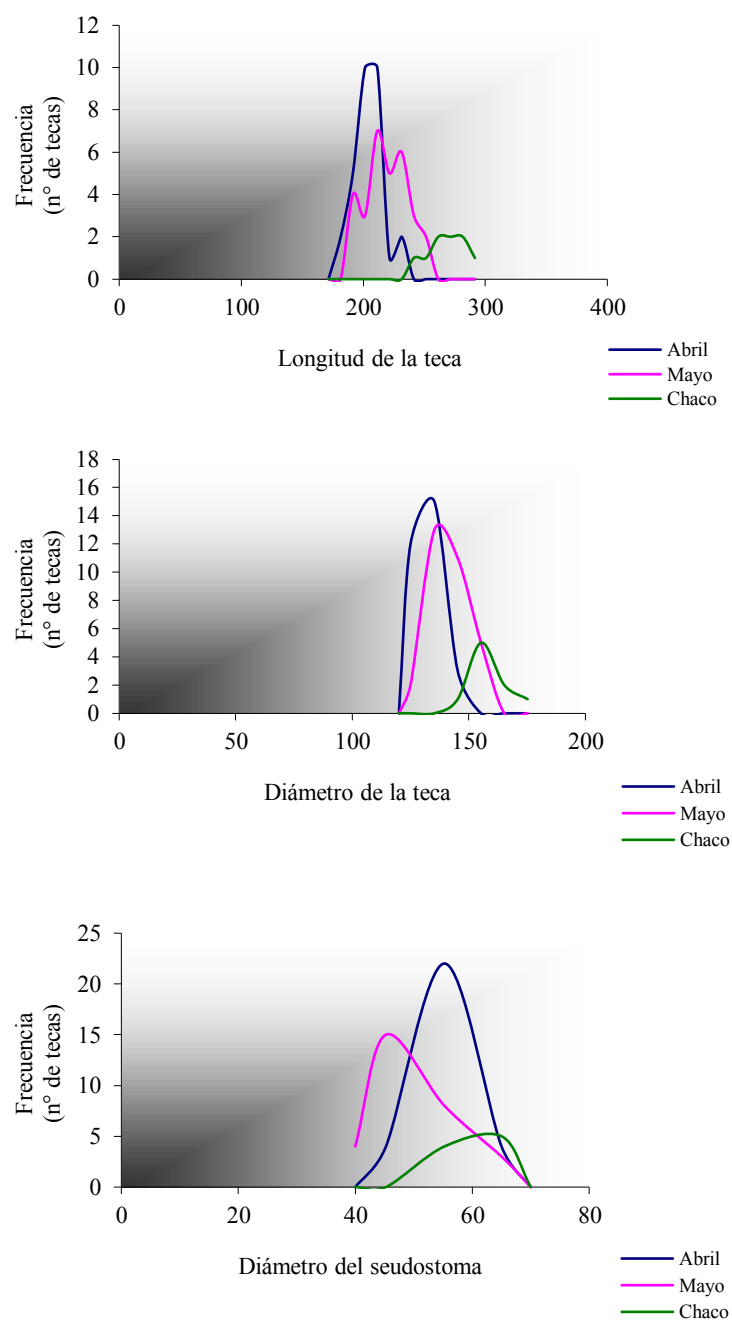 12
10
8
6
4
2
0
Frecuencia
(n° de tecas)
0 100 200 300 400
Longitud de la teca
Abril
Mayo
Chaco
18
16
14
12
10
8
6
4
2
0
Frecuencia
(n° de tecas)
0 50 100 150 200
Diámetro de la teca
Abril
Mayo
Chaco
25
20
15
10
5
0
Frecuencia
(n° de tecas)
0 20 40 60 80
Diámetro del seudostoma
Abril
Mayo
Chaco